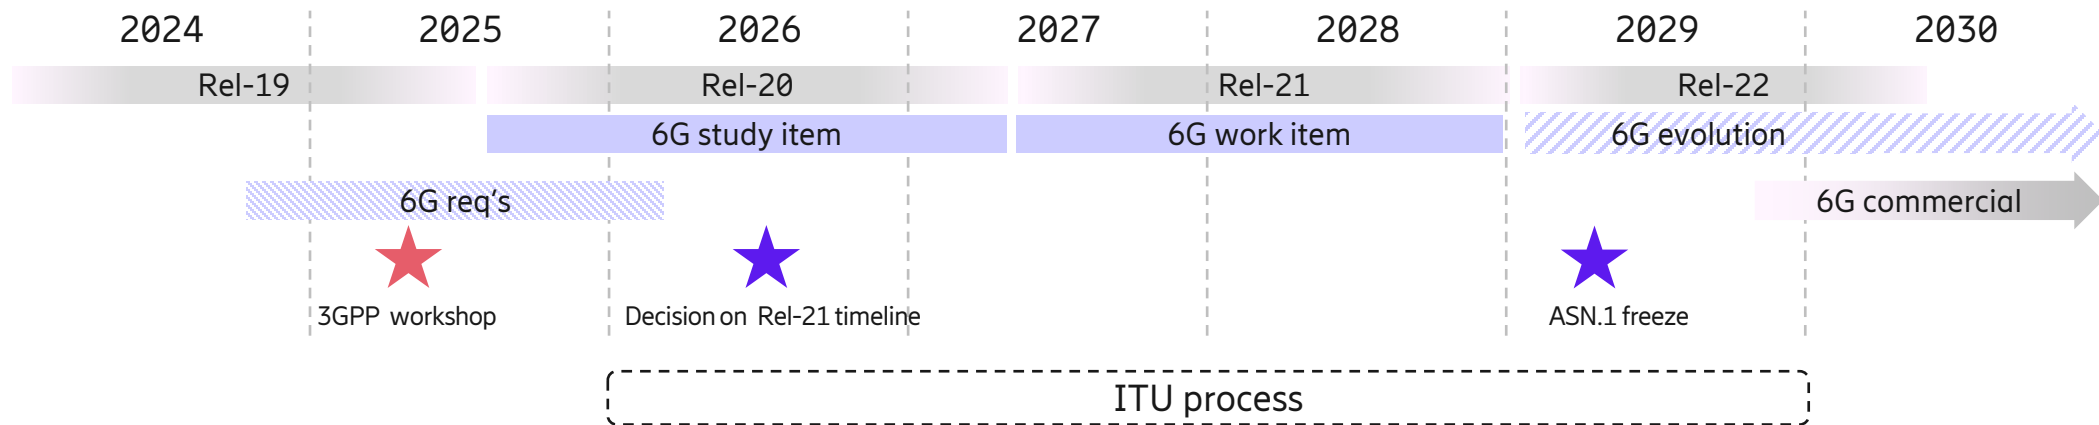 2024 2025 2026 2027 2028 2029 2030
Rel-19 Rel-20 Rel-21 Rel-22
6G study item 6G work item 6G evolution
6G req's 6G commercial
3GPP workshop Decision on Rel-21 timeline ASN.1 freeze
ITU process